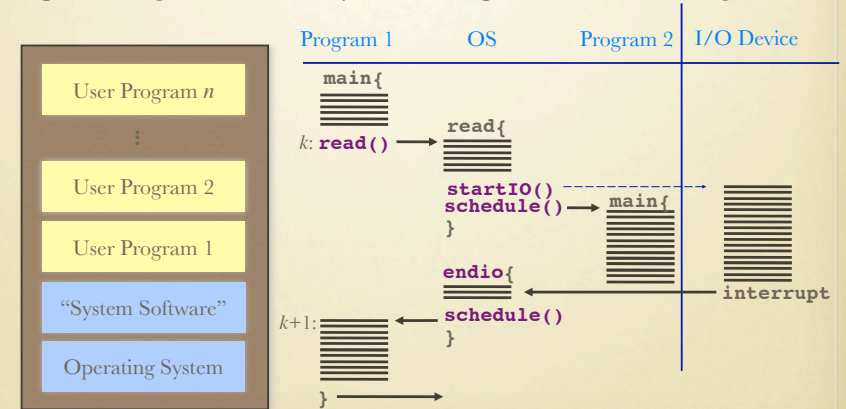 User Program n
⋮
User Program 2
User Program 1
“System Software”
Operating System
Program 1 OS Program 2 I/O Device
main{
k: read()
read{
startIO()
schedule()
}
main{
interrupt
endio{
schedule()
}
k+1:
}